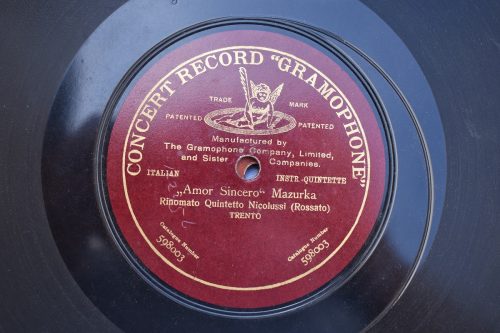 CONCERT RECORD "GRAMOPHONE"
TRADE MARK
PATENTED PATENTED
Manufactured by
The Gramophone Company, Limited,
and Sister Companies.
ITALIAN INSTR-QUINTETTE
„Amor Sincero“ Mazurka
Rinomato Quintetto Nicolussi (Rossato)
TRENTO
Catalogue Number
598003
Catalogue Number
598003